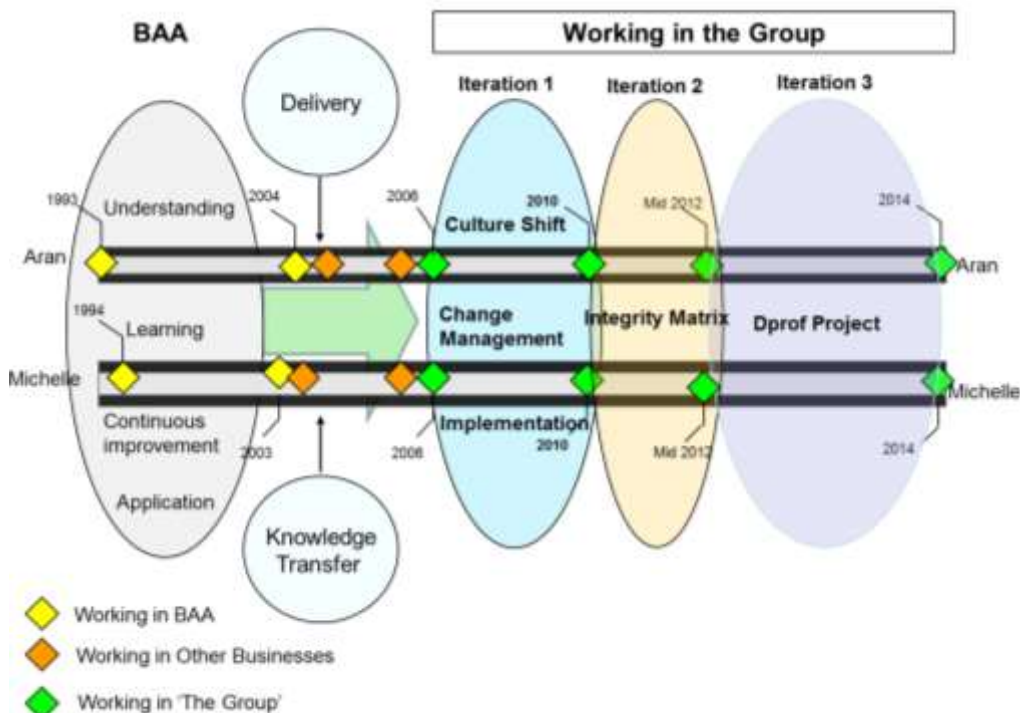 BAA
Working in the Group
Delivery
Iteration 1
Iteration 2
Iteration 3
1993
Understanding
2004
2006
Culture Shift
2010
Mid 2012
2014
Aran
Aran
1994
Learning
Change
Management
Integrity Matrix
Dprof Project
Michelle
Michelle
Continuous
improvement
2003
2006
Implementation
2010
Mid 2012
2014
Application
Knowledge
Transfer
Working in BAA
Working in Other Businesses
Working in 'The Group'